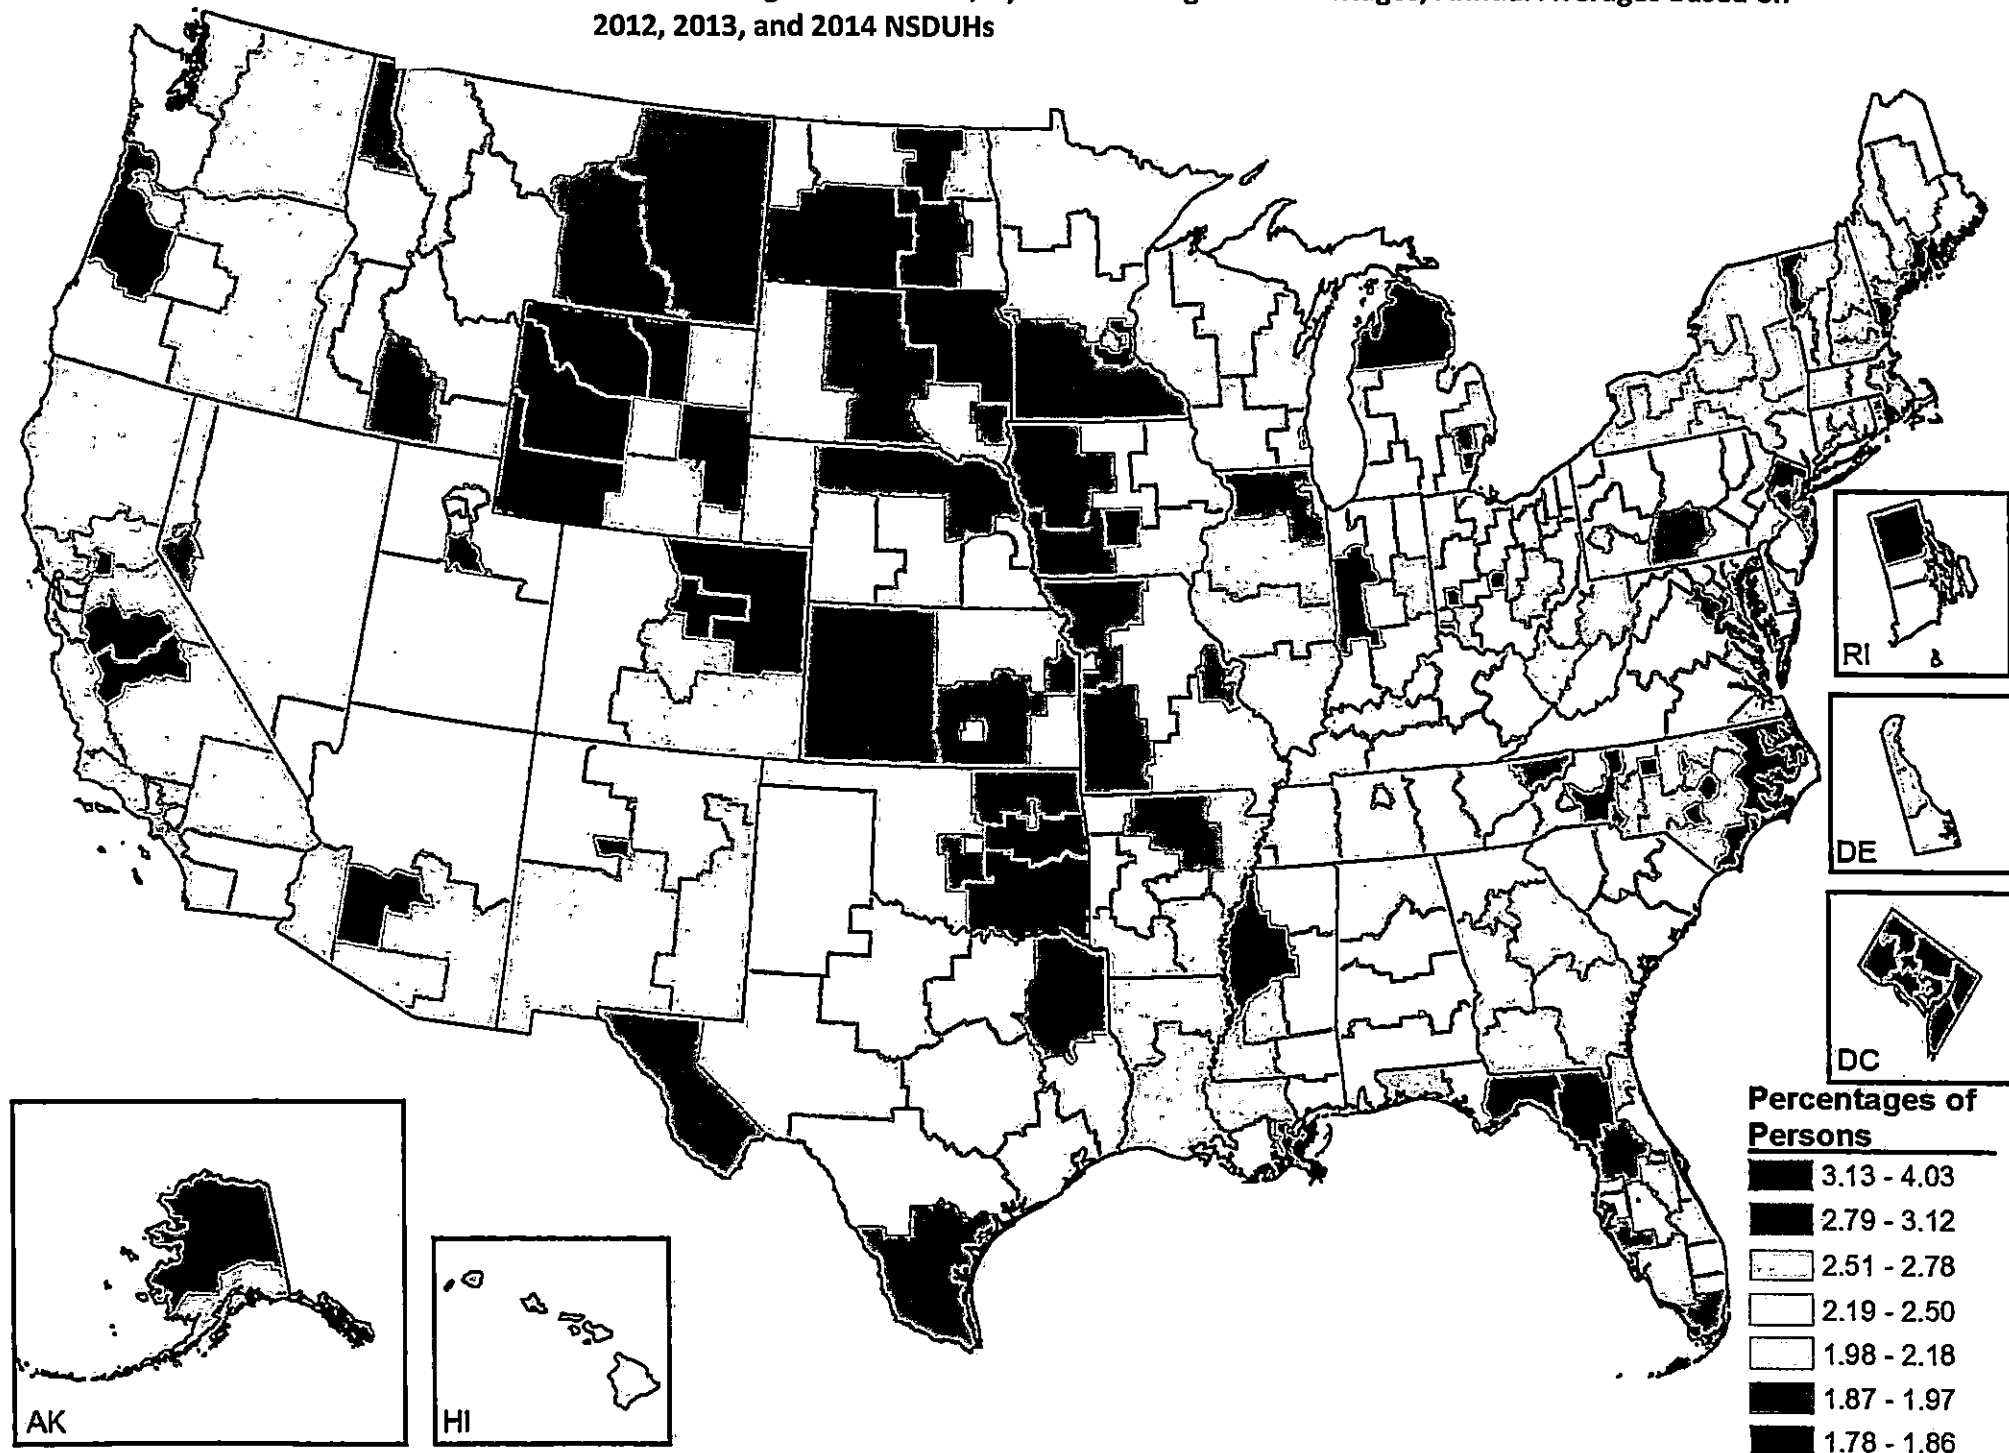 2012, 2013, and 2014 NSDUHs
RI
DE
DC
Percentages of
Persons
3.13 - 4.03
2.79 - 3.12
2.51 - 2.78
2.19 - 2.50
1.98 - 2.18
1.87 - 1.97
1.78 - 1.86
AK
HI